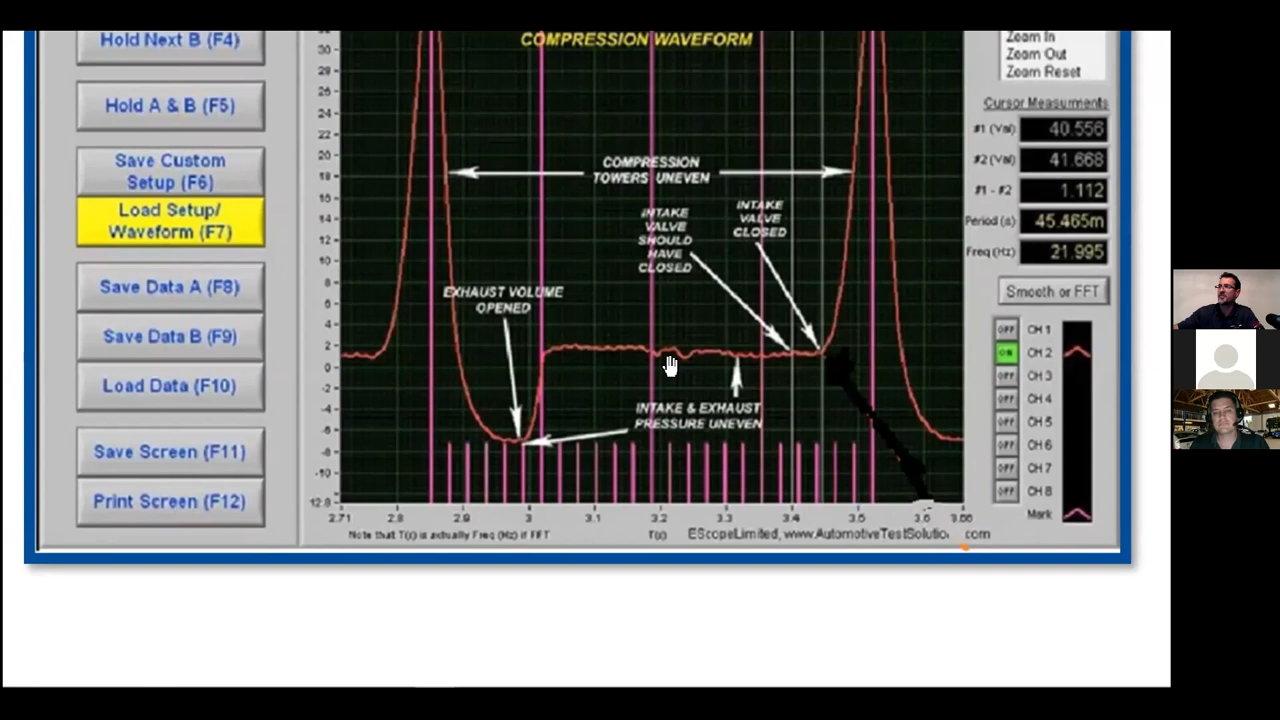 Hold Next B (F4)
Hold A & B (F5)
Save Custom
Setup (F6)
Load Setup/
Waveform (F7)
Save Data A (F8)
Save Data B (F9)
Load Data (F10)
Save Screen (F11)
Print Screen (F12)
COMPRESSION WAVEFORM
30
28
26
24
22
20
18
16
14
12
10
8
6
4
2
0
-2
-4
-6
-8
-10
-12.8
COMPRESSION
TOWERS UNEVEN
INTAKE
VALVE
SHOULD
HAVE
CLOSED
INTAKE
VALVE
CLOSED
EXHAUST VOLUME
OPENED
INTAKE & EXHAUST
PRESSURE UNEVEN
2.71 2.8 2.9 3 3.1 3.2 3.3 3.4 3.5 3.6 3.66
Note that T(s) is actually Freq (Hz) if FFT
T(s)
EScopeLimited, www.AutomotiveTestSolutio com
Zoom In
Zoom Out
Zoom Reset
Cursor Measurments
#1 (Val) 40.556
#2 (Val) 41.668
#1 - #2 1.112
Period (s) 45.465m
Freq (Hz) 21.995
Smooth or FFT
OFF CH 1
ON CH 2
OFF CH 3
OFF CH 4
OFF CH 5
OFF CH 6
OFF CH 7
OFF CH 8
Mark